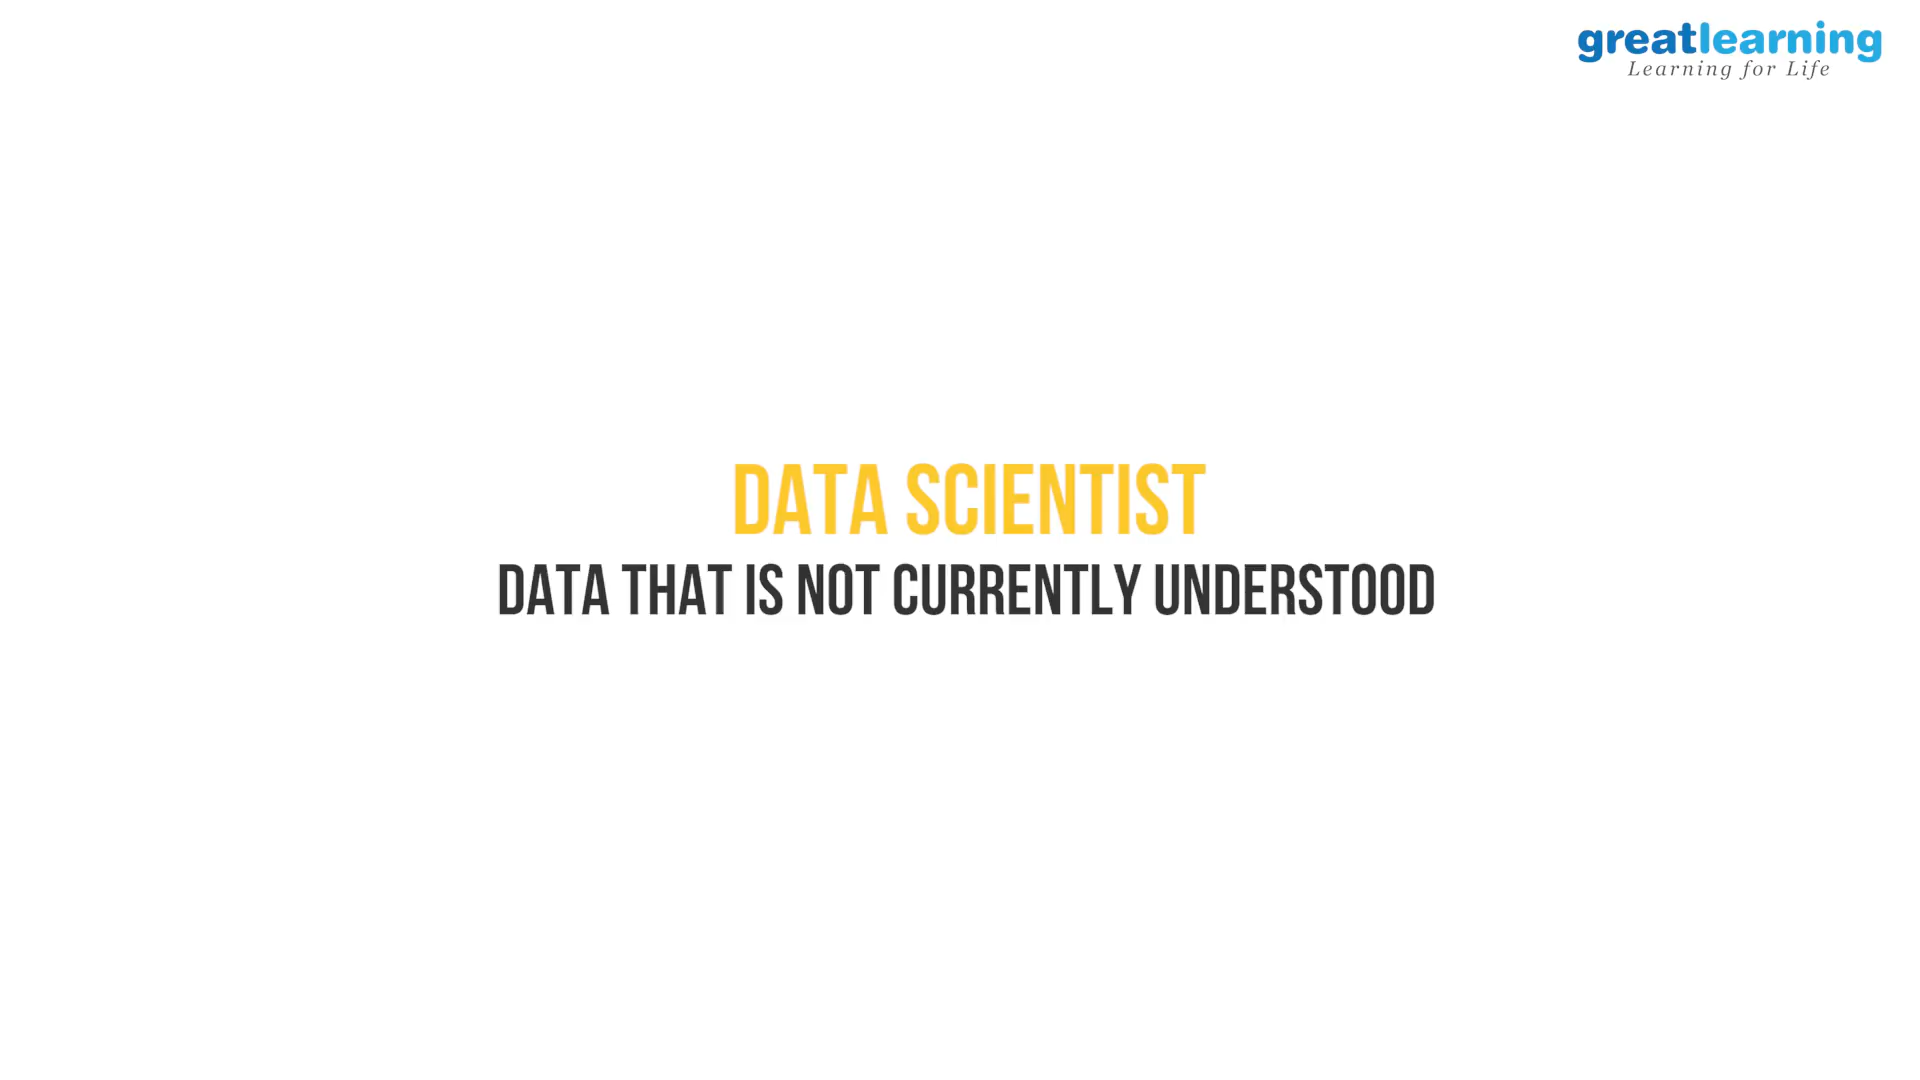 greatlearning
Learning for Life
DATA SCIENTIST
DATA THAT IS NOT CURRENTLY UNDERSTOOD